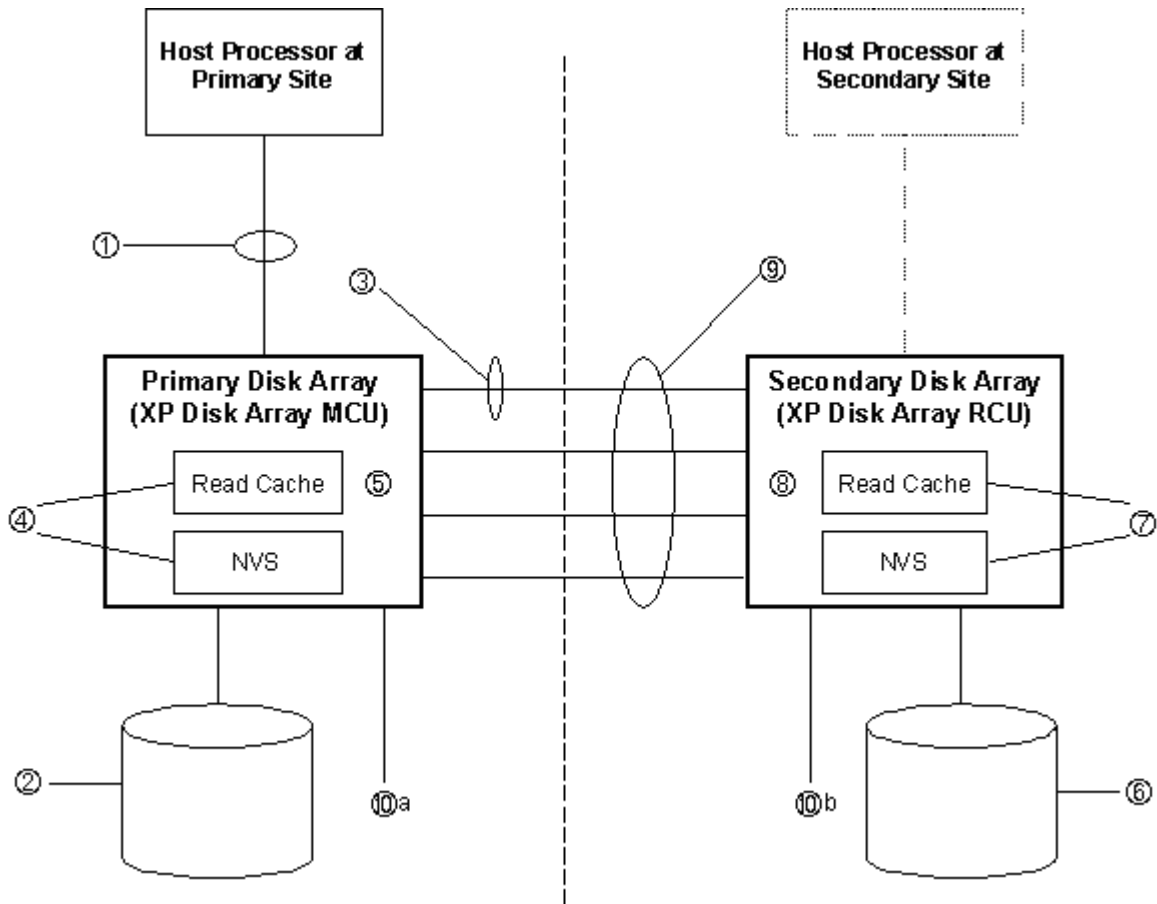 Host Processor at
Primary Site
Host Processor at
Secondary Site
①
③
⑨
Primary Disk Array
(XP Disk Array MCU)
Secondary Disk Array
(XP Disk Array RCU)
Read Cache
⑤
⑧
Read Cache
④
⑦
NVS
NVS
②
⑩a
⑩b
⑥